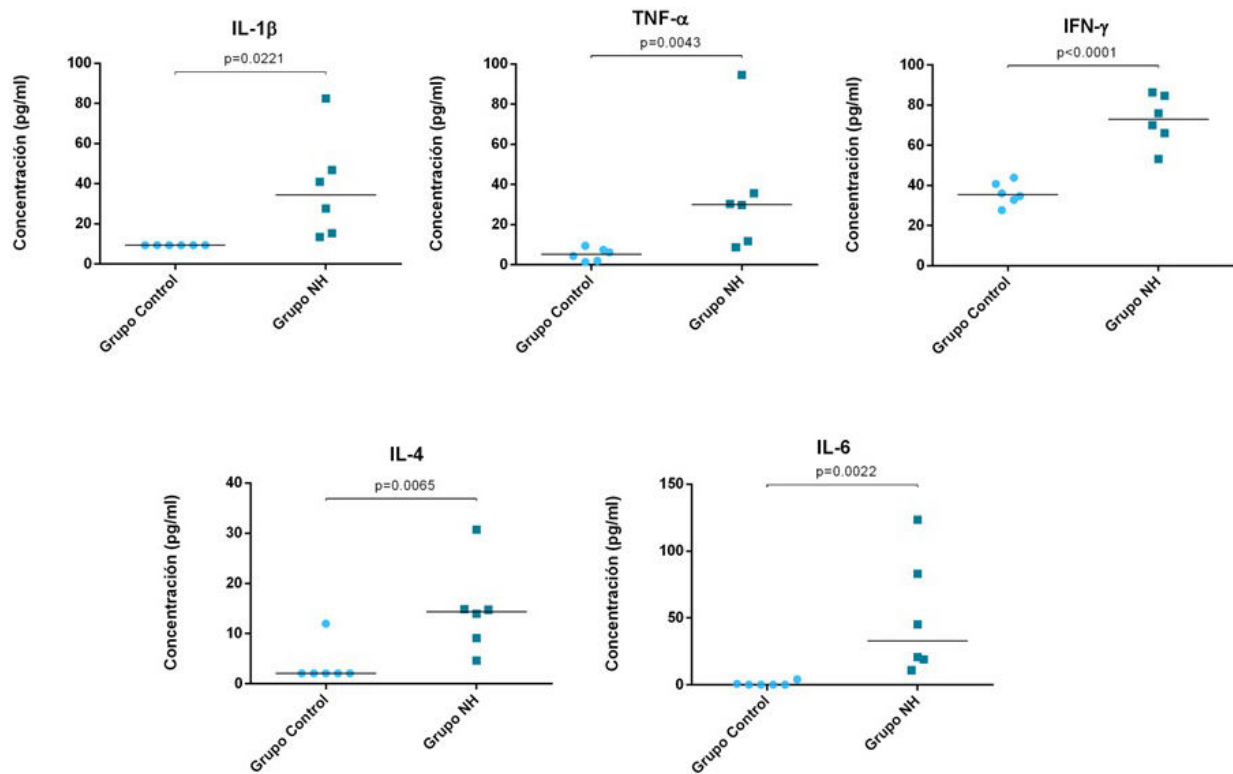 IL-1β
p=0.0221
Concentración (pg/ml)
100
80
60
40
20
0
Grupo Control
Grupo NH
TNF-α
p=0.0043
Concentración (pg/ml)
100
80
60
40
20
0
Grupo Control
Grupo NH
IFN-γ
p<0.0001
Concentración (pg/ml)
100
80
60
40
20
0
Grupo Control
Grupo NH
IL-4
p=0.0065
Concentración (pg/ml)
40
30
20
10
0
Grupo Control
Grupo NH
IL-6
p=0.0022
Concentración (pg/ml)
150
100
50
0
Grupo Control
Grupo NH